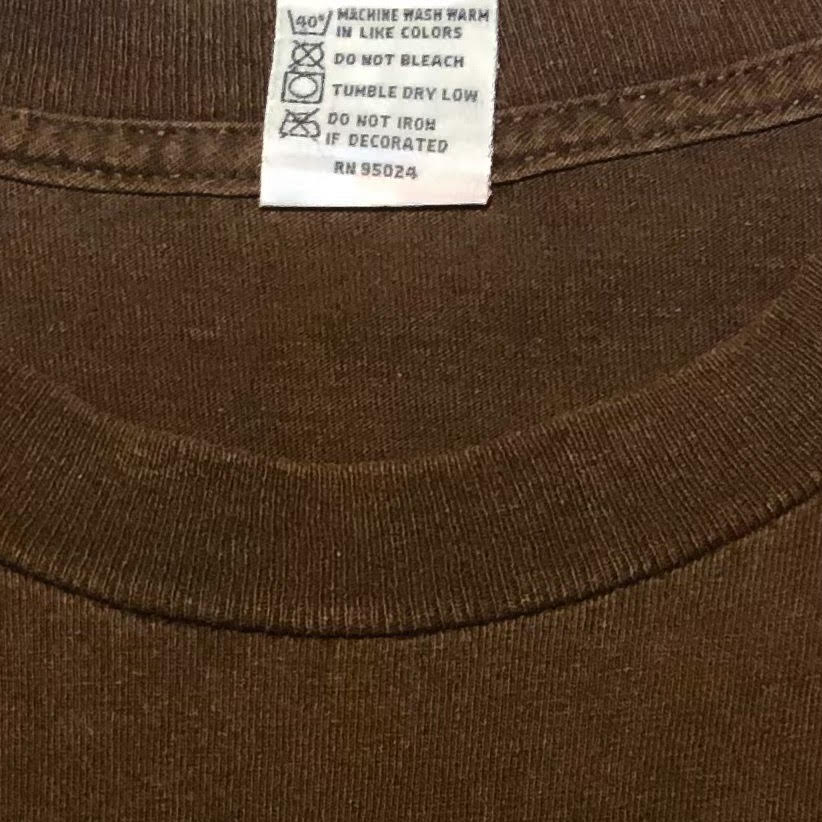 40° MACHINE WASH WARM
IN LIKE COLORS
DO NOT BLEACH
TUMBLE DRY LOW
DO NOT IRON
IF DECORATED
RN 95024